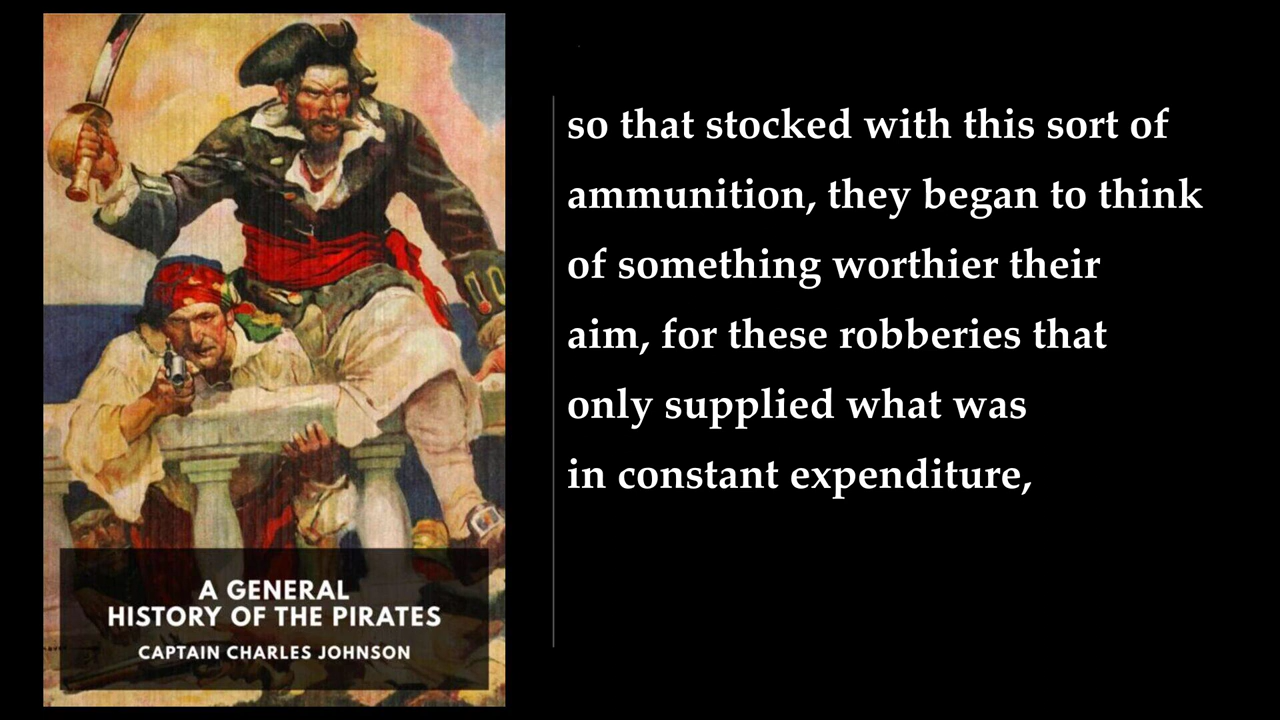 so that stocked with this sort of
ammunition, they began to think
of something worthier their
aim, for these robberies that
only supplied what was
in constant expenditure,
A GENERAL
HISTORY OF THE PIRATES
CAPTAIN CHARLES JOHNSON